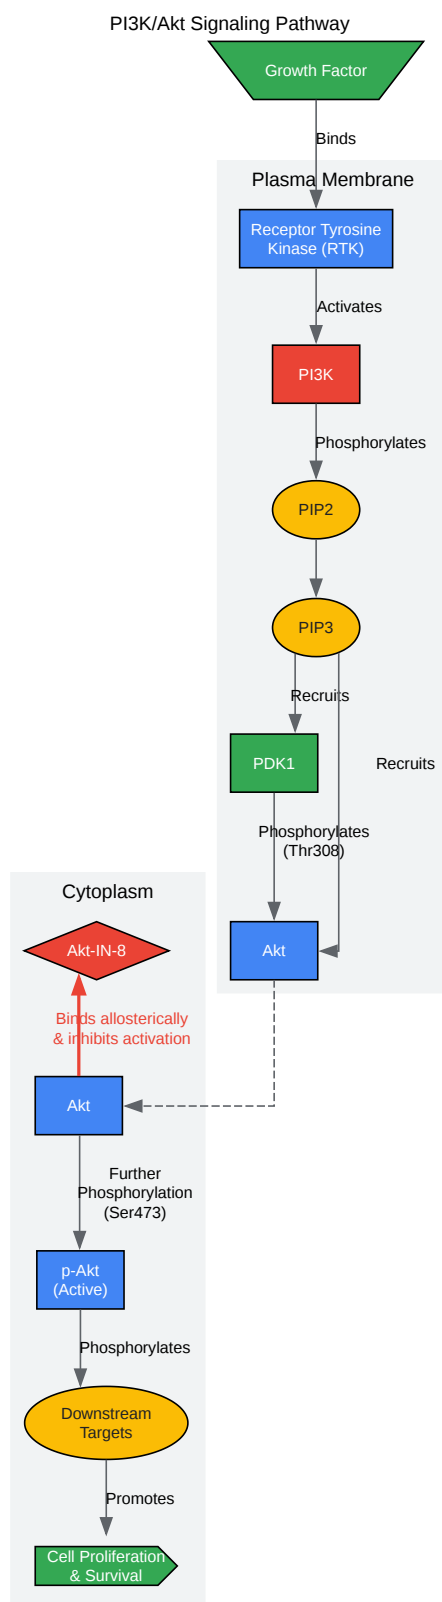 PI3K/Akt Signaling Pathway
Growth Factor
Binds
Plasma Membrane
Receptor Tyrosine
Kinase (RTK)
Activates
PI3K
Phosphorylates
PIP2
PIP3
Recruits
PDK1
Recruits
Phosphorylates
(Thr308)
Akt
Cytoplasm
Akt-IN-8
Binds allosterically
& inhibits activation
Akt
Further
Phosphorylation
(Ser473)
p-Akt
(Active)
Phosphorylates
Downstream
Targets
Promotes
Cell Proliferation
& Survival